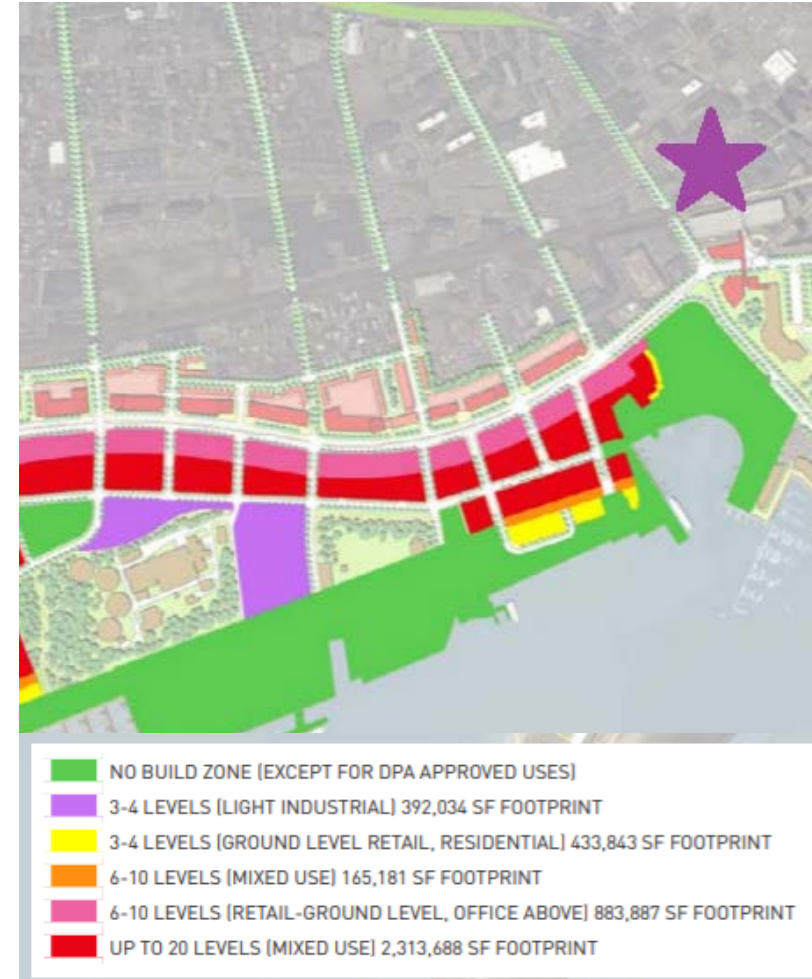 NO BUILD ZONE (EXCEPT FOR DPA APPROVED USES)
3-4 LEVELS (LIGHT INDUSTRIAL) 392,034 SF FOOTPRINT
3-4 LEVELS (GROUND LEVEL RETAIL, RESIDENTIAL) 433,843 SF FOOTPRINT
6-10 LEVELS (MIXED USE) 165,181 SF FOOTPRINT
6-10 LEVELS (RETAIL-GROUND LEVEL, OFFICE ABOVE) 883,887 SF FOOTPRINT
UP TO 20 LEVELS (MIXED USE) 2,313,688 SF FOOTPRINT